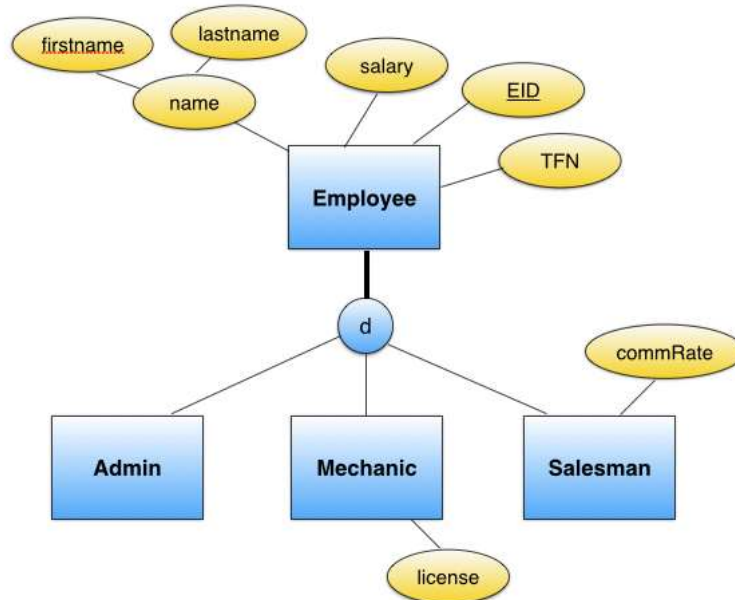 firstname
lastname
name
salary
EID
TFN
Employee
d
commRate
Admin
Mechanic
Salesman
license